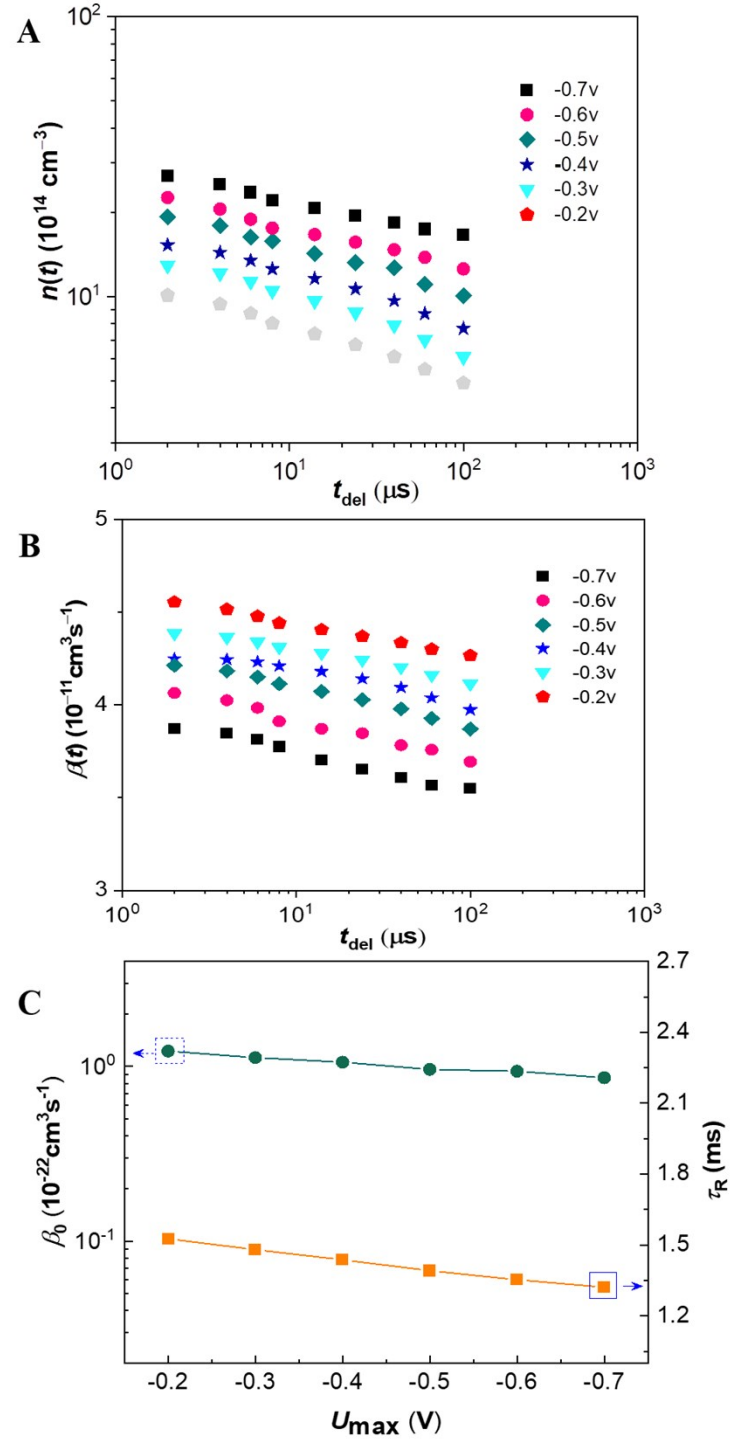 A
10²
n(t) (10¹⁴ cm⁻³)
10¹
-0.7v
-0.6v
-0.5v
-0.4v
-0.3v
-0.2v
10⁰ 10¹ 10² 10³
t_del (μs)
B
5
β(t) (10⁻¹¹cm³s⁻¹)
4
3
-0.7v
-0.6v
-0.5v
-0.4v
-0.3v
-0.2v
10⁰ 10¹ 10² 10³
t_del (μs)
C
β₀ (10⁻²²cm³s⁻¹)
10⁰
10⁻¹
2.7
2.4
2.1
1.8
1.5
1.2
τ_R (ms)
-0.2 -0.3 -0.4 -0.5 -0.6 -0.7
U_max (V)